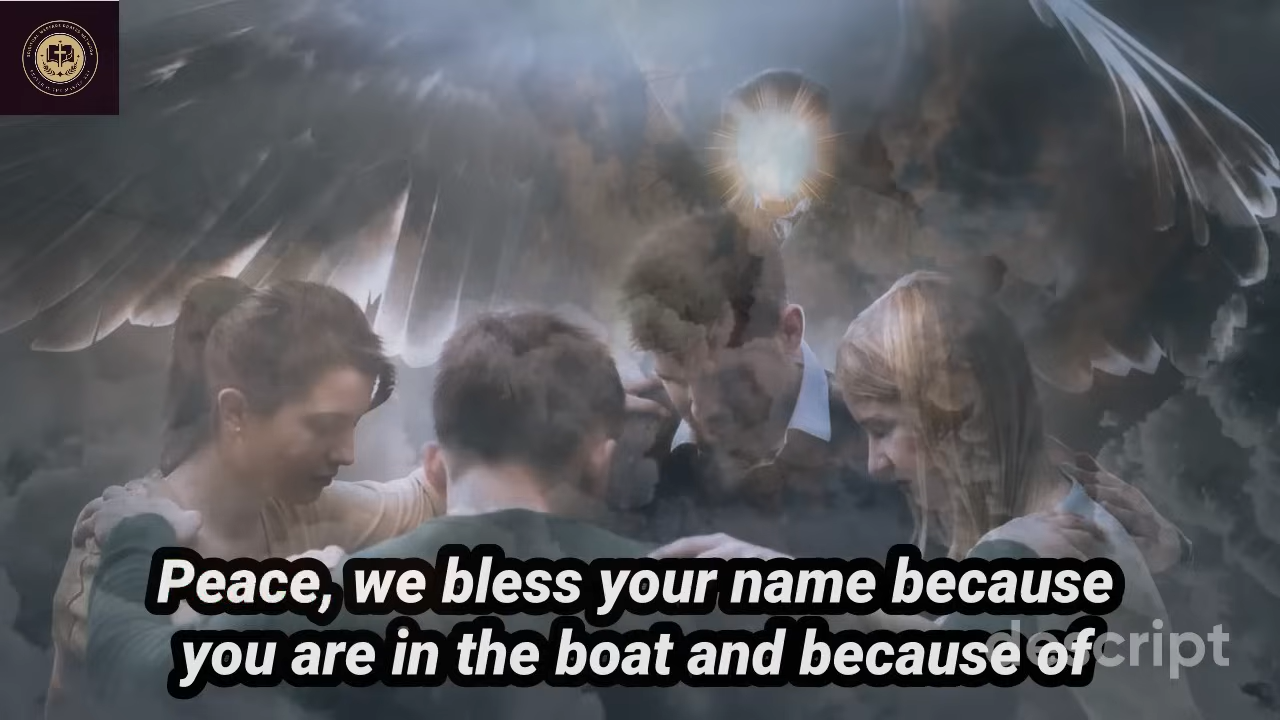 Peace, we bless your name because
you are in the boat and because of
descript